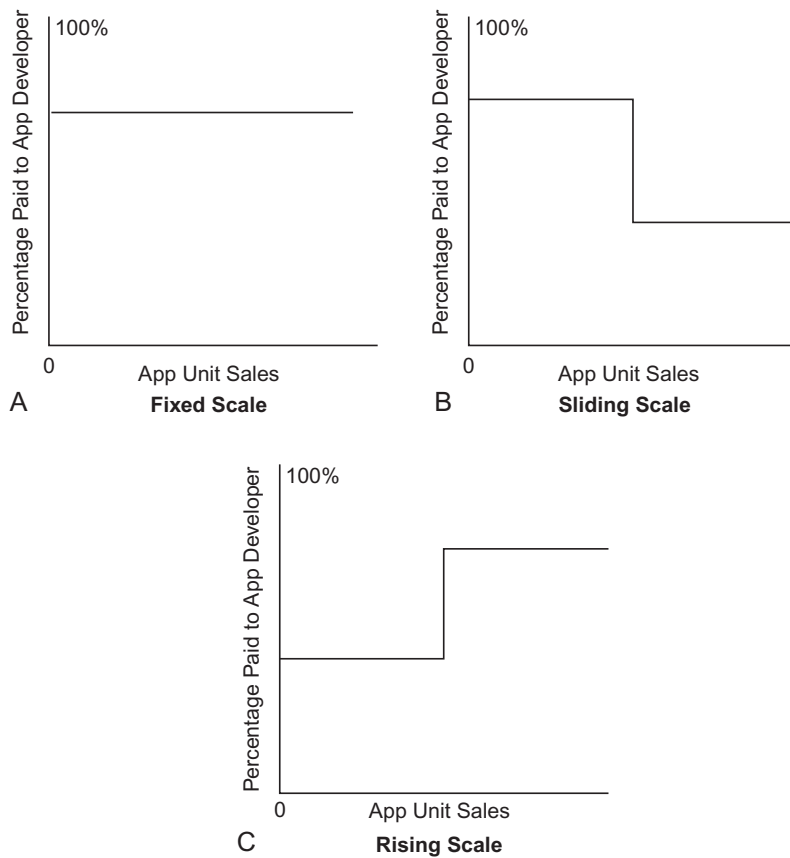 100%
Percentage Paid to App Developer
0
App Unit Sales
A
Fixed Scale
100%
Percentage Paid to App Developer
0
App Unit Sales
B
Sliding Scale
100%
Percentage Paid to App Developer
0
App Unit Sales
C
Rising Scale